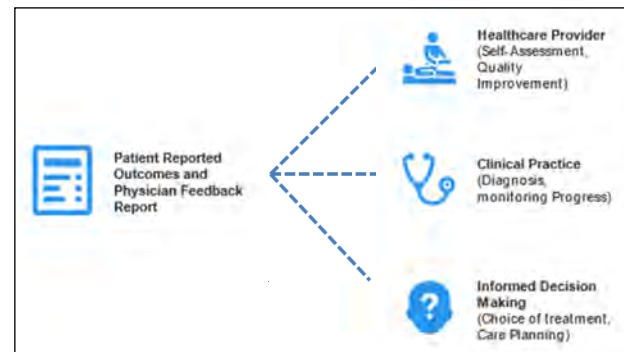 Patient Reported
Outcomes and
Physician Feedback
Report
Healthcare Provider
(Self-Assessment,
Quality
Improvement)
Clinical Practice
(Diagnosis,
monitoring Progress)
?
Informed Decision
Making
(Choice of treatment,
Care Planning)